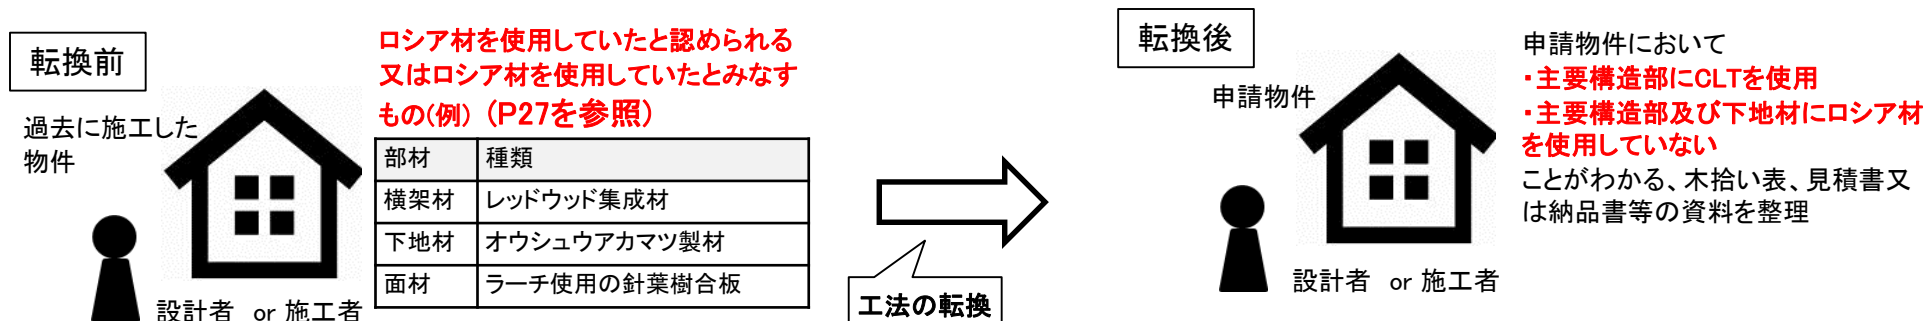 転換前
過去に施工した
物件
設計者 or 施工者
ロシア材を使用していたと認められる
又はロシア材を使用していたとみなす
もの(例)(P27を参照)
部材 種類
横架材 レッドウッド集成材
下地材 オウシュウアカマツ製材
面材 ラーチ使用の針葉樹合板
工法の転換
転換後
申請物件
設計者 or 施工者
申請物件において
・主要構造部にCLTを使用
・主要構造部及び下地材にロシア材
を使用していない
ことがわかる、木拾い表、見積書又
は納品書等の資料を整理